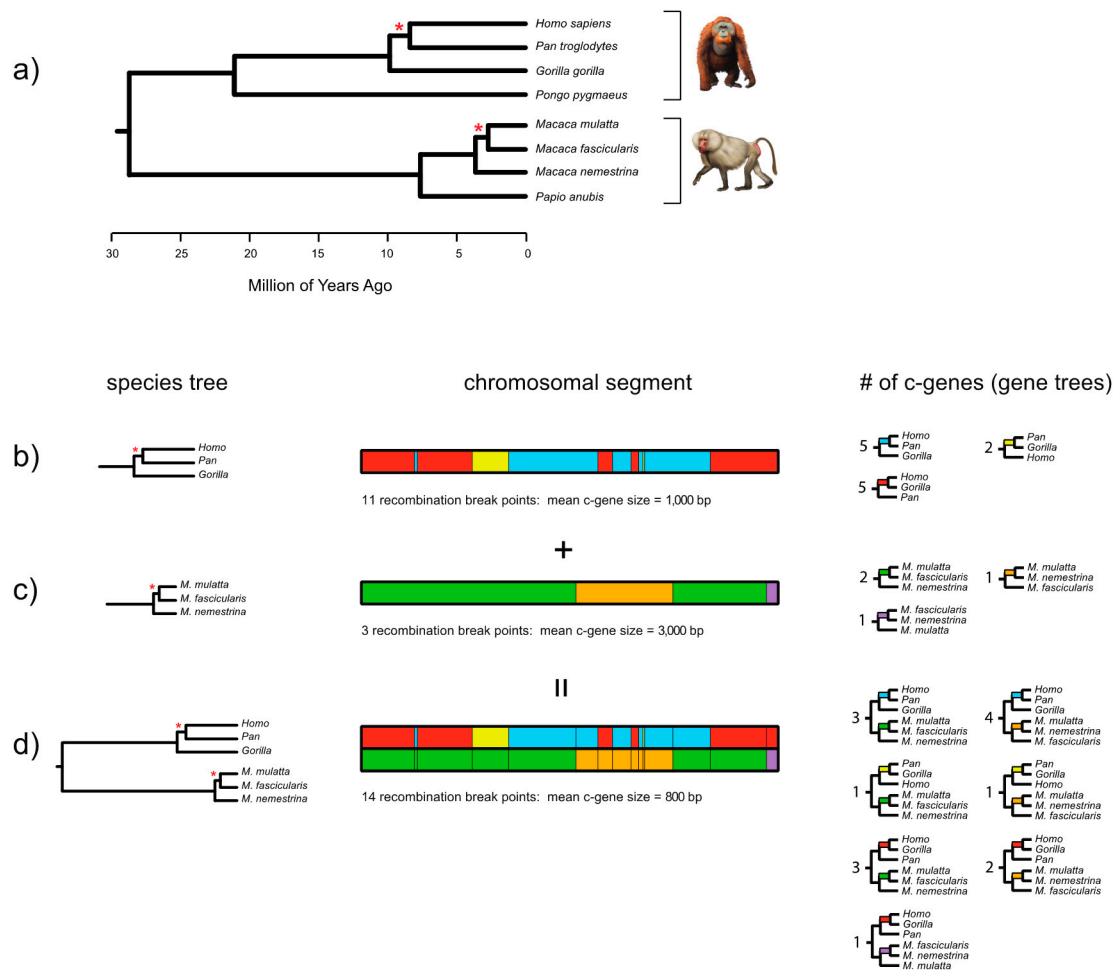 a)
*
Homo sapiens
Pan troglodytes
Gorilla gorilla
Pongo pygmaeus
*
Macaca mulatta
Macaca fascicularis
Macaca nemestrina
Papio anubis
30 25 20 15 10 5 0
Million of Years Ago
species tree chromosomal segment # of c-genes (gene trees)
b)
*
Homo
Pan
Gorilla
11 recombination break points: mean c-gene size = 1,000 bp
5
Homo
Pan
Gorilla
2
Pan
Gorilla
Homo
5
Homo
Gorilla
Pan
+
c)
*
M. mulatta
M. fascicularis
M. nemestrina
3 recombination break points: mean c-gene size = 3,000 bp
2
M. mulatta
M. fascicularis
M. nemestrina
1
M. mulatta
M. nemestrina
M. fascicularis
1
M. fascicularis
M. nemestrina
M. mulatta
=
d)
*
Homo
Pan
Gorilla
*
M. mulatta
M. fascicularis
M. nemestrina
14 recombination break points: mean c-gene size = 800 bp
3
Homo
Pan
Gorilla
M. mulatta
M. fascicularis
M. nemestrina
4
Homo
Pan
Gorilla
M. mulatta
M. nemestrina
M. fascicularis
1
Pan
Gorilla
Homo
M. mulatta
M. fascicularis
M. nemestrina
1
Pan
Gorilla
Homo
M. mulatta
M. nemestrina
M. fascicularis
3
Homo
Gorilla
Pan
M. mulatta
M. fascicularis
M. nemestrina
2
Homo
Gorilla
Pan
M. mulatta
M. nemestrina
M. fascicularis
1
Homo
Gorilla
Pan
M. fascicularis
M. nemestrina
M. mulatta